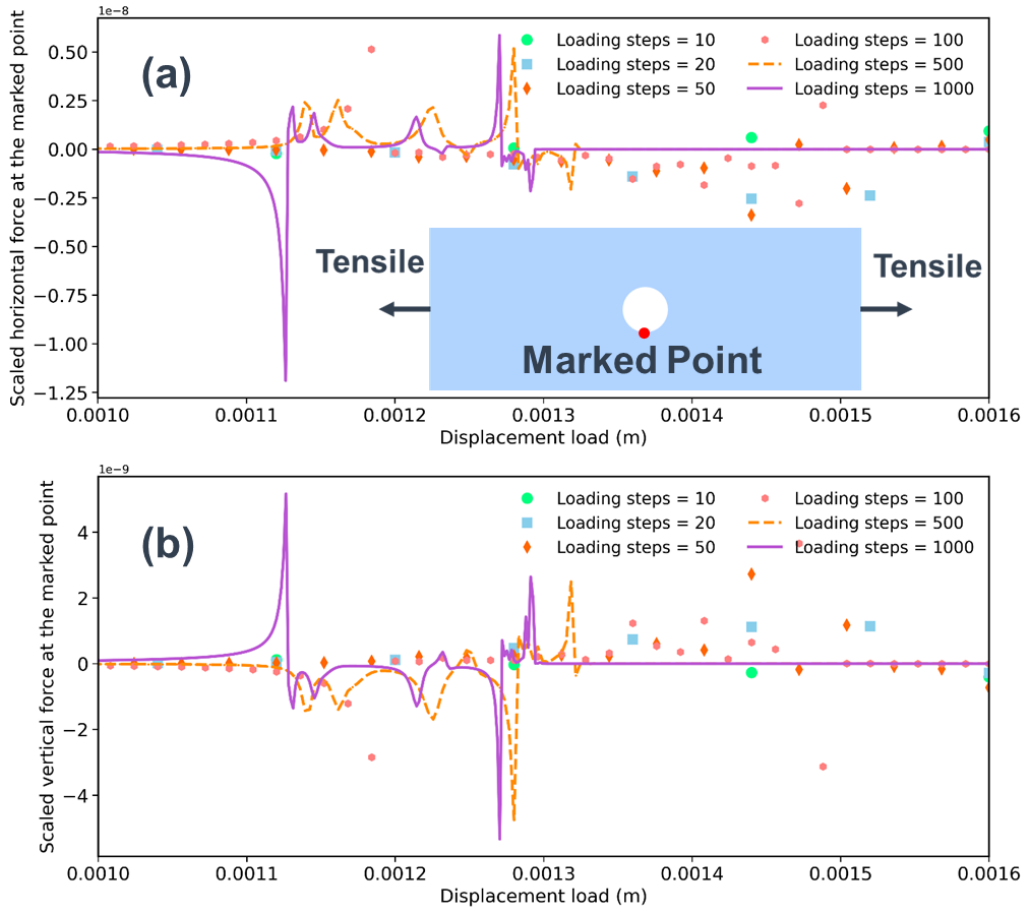 1e-8
Scaled horizontal force at the marked point
0.50
0.25
0.00
−0.25
−0.50
−0.75
−1.00
−1.25
(a)
Loading steps = 10
Loading steps = 20
Loading steps = 50
Loading steps = 100
Loading steps = 500
Loading steps = 1000
Tensile
Tensile
Marked Point
0.0010 0.0011 0.0012 0.0013 0.0014 0.0015 0.0016
Displacement load (m)
1e-9
Scaled vertical force at the marked point
4
2
0
−2
−4
(b)
Loading steps = 10
Loading steps = 20
Loading steps = 50
Loading steps = 100
Loading steps = 500
Loading steps = 1000
0.0010 0.0011 0.0012 0.0013 0.0014 0.0015 0.0016
Displacement load (m)